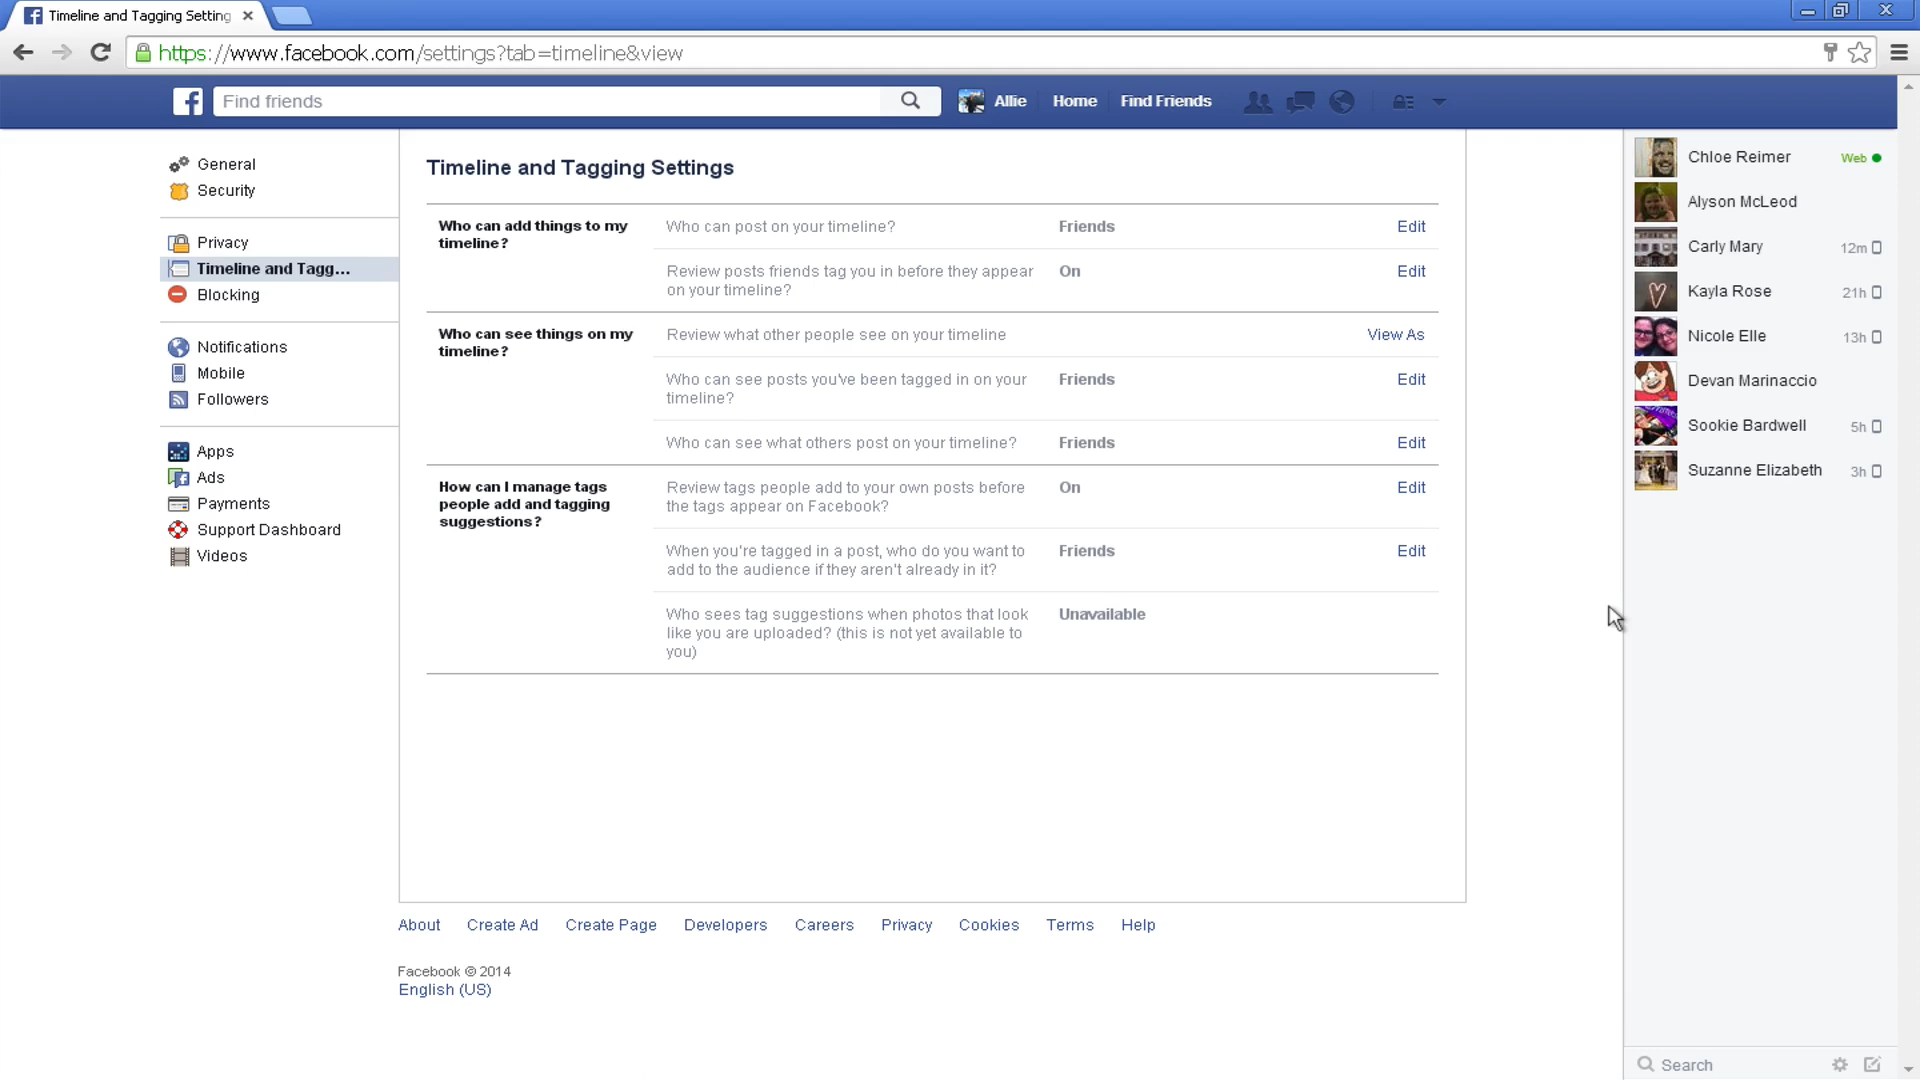 Timeline and Tagging Setting
https://www.facebook.com/settings?tab=timeline&view
Find friends
Allie
Home
Find Friends
General
Security
Privacy
Timeline and Tagg...
Blocking
Notifications
Mobile
Followers
Apps
Ads
Payments
Support Dashboard
Videos
Timeline and Tagging Settings
Who can add things to my
timeline?
Who can post on your timeline?
Friends
Edit
Review posts friends tag you in before they appear
on your timeline?
On
Edit
Who can see things on my
timeline?
Review what other people see on your timeline
View As
Who can see posts you've been tagged in on your
timeline?
Friends
Edit
Who can see what others post on your timeline?
Friends
Edit
How can I manage tags
people add and tagging
suggestions?
Review tags people add to your own posts before
the tags appear on Facebook?
On
Edit
When you're tagged in a post, who do you want to
add to the audience if they aren't already in it?
Friends
Edit
Who sees tag suggestions when photos that look
like you are uploaded? (this is not yet available to
you)
Unavailable
About
Create Ad
Create Page
Developers
Careers
Privacy
Cookies
Terms
Help
Facebook © 2014
English (US)
Chloe Reimer
Web
Alyson McLeod
Carly Mary
12m
Kayla Rose
21h
Nicole Elle
13h
Devan Marinaccio
Sookie Bardwell
5h
Suzanne Elizabeth
3h
Search